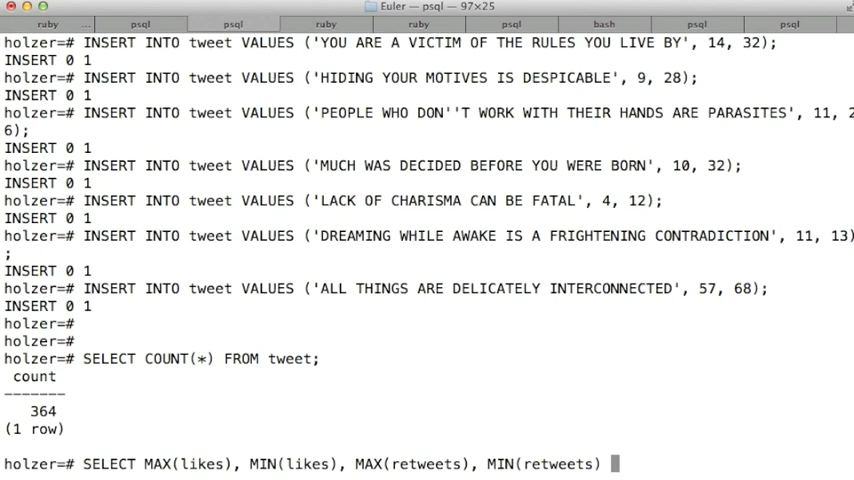 Euler — psql — 97×25
ruby ... psql psql ruby ruby psql bash psql psql
holzer=# INSERT INTO tweet VALUES ('YOU ARE A VICTIM OF THE RULES YOU LIVE BY', 14, 32);
INSERT 0 1
holzer=# INSERT INTO tweet VALUES ('HIDING YOUR MOTIVES IS DESPICABLE', 9, 28);
INSERT 0 1
holzer=# INSERT INTO tweet VALUES ('PEOPLE WHO DON''T WORK WITH THEIR HANDS ARE PARASITES', 11, 2
6);
INSERT 0 1
holzer=# INSERT INTO tweet VALUES ('MUCH WAS DECIDED BEFORE YOU WERE BORN', 10, 32);
INSERT 0 1
holzer=# INSERT INTO tweet VALUES ('LACK OF CHARISMA CAN BE FATAL', 4, 12);
INSERT 0 1
holzer=# INSERT INTO tweet VALUES ('DREAMING WHILE AWAKE IS A FRIGHTENING CONTRADICTION', 11, 13)
;
INSERT 0 1
holzer=# INSERT INTO tweet VALUES ('ALL THINGS ARE DELICATELY INTERCONNECTED', 57, 68);
INSERT 0 1
holzer=#
holzer=#
holzer=# SELECT COUNT(*) FROM tweet;
count
-------
364
(1 row)
holzer=# SELECT MAX(likes), MIN(likes), MAX(retweets), MIN(retweets)